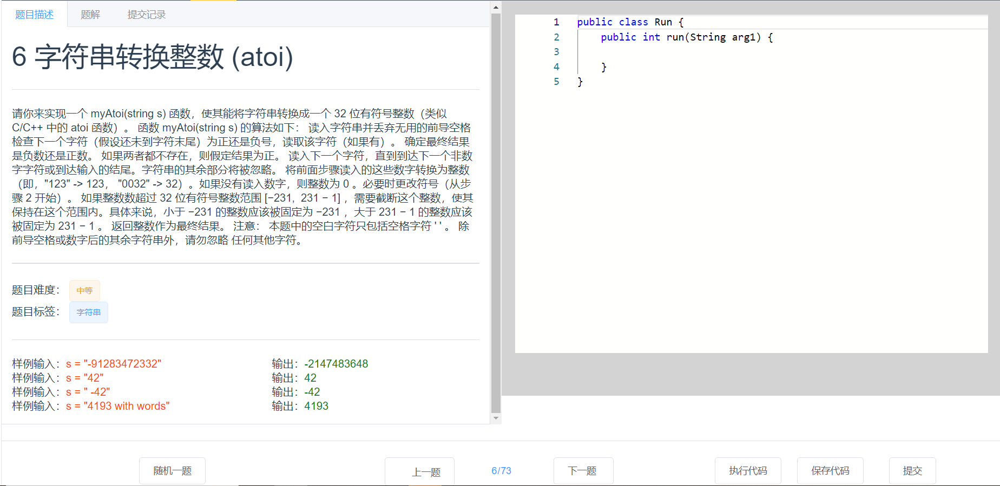 题目描述 题解 提交记录
6 字符串转换整数 (atoi)
请你来实现一个 myAtoi(string s) 函数，使其能将字符串转换成一个 32 位有符号整数（类似
C/C++ 中的 atoi 函数）。 函数 myAtoi(string s) 的算法如下： 读入字符串并丢弃无用的前导空格
检查下一个字符（假设还未到字符末尾）为正还是负号，读取该字符（如果有）。 确定最终结果
是负数还是正数。 如果两者都不存在，则假定结果为正。 读入下一个字符，直到到达下一个非数
字字符或到达输入的结尾。字符串的其余部分将被忽略。 将前面步骤读入的这些数字转换为整数
（即，"123" -> 123， "0032" -> 32）。如果没有读入数字，则整数为 0 。必要时更改符号（从步
骤 2 开始）。 如果整数数超过 32 位有符号整数范围 [−231, 231 − 1] ，需要截断这个整数，使其
保持在这个范围内。具体来说，小于 −231 的整数应该被固定为 −231 ，大于 231 − 1 的整数应该
被固定为 231 − 1 。 返回整数作为最终结果。 注意： 本题中的空白字符只包括空格字符 ' ' 。 除
前导空格或数字后的其余字符串外，请勿忽略 任何其他字符。
题目难度： 中等
题目标签： 字符串
样例输入：s = "-91283472332" 输出：-2147483648
样例输入：s = "42" 输出：42
样例输入：s = " -42" 输出：-42
样例输入：s = "4193 with words" 输出：4193
1 public class Run {
2     public int run(String arg1) {
3
4     }
5 }
随机一题 上一题 6/73 下一题 执行代码 保存代码 提交